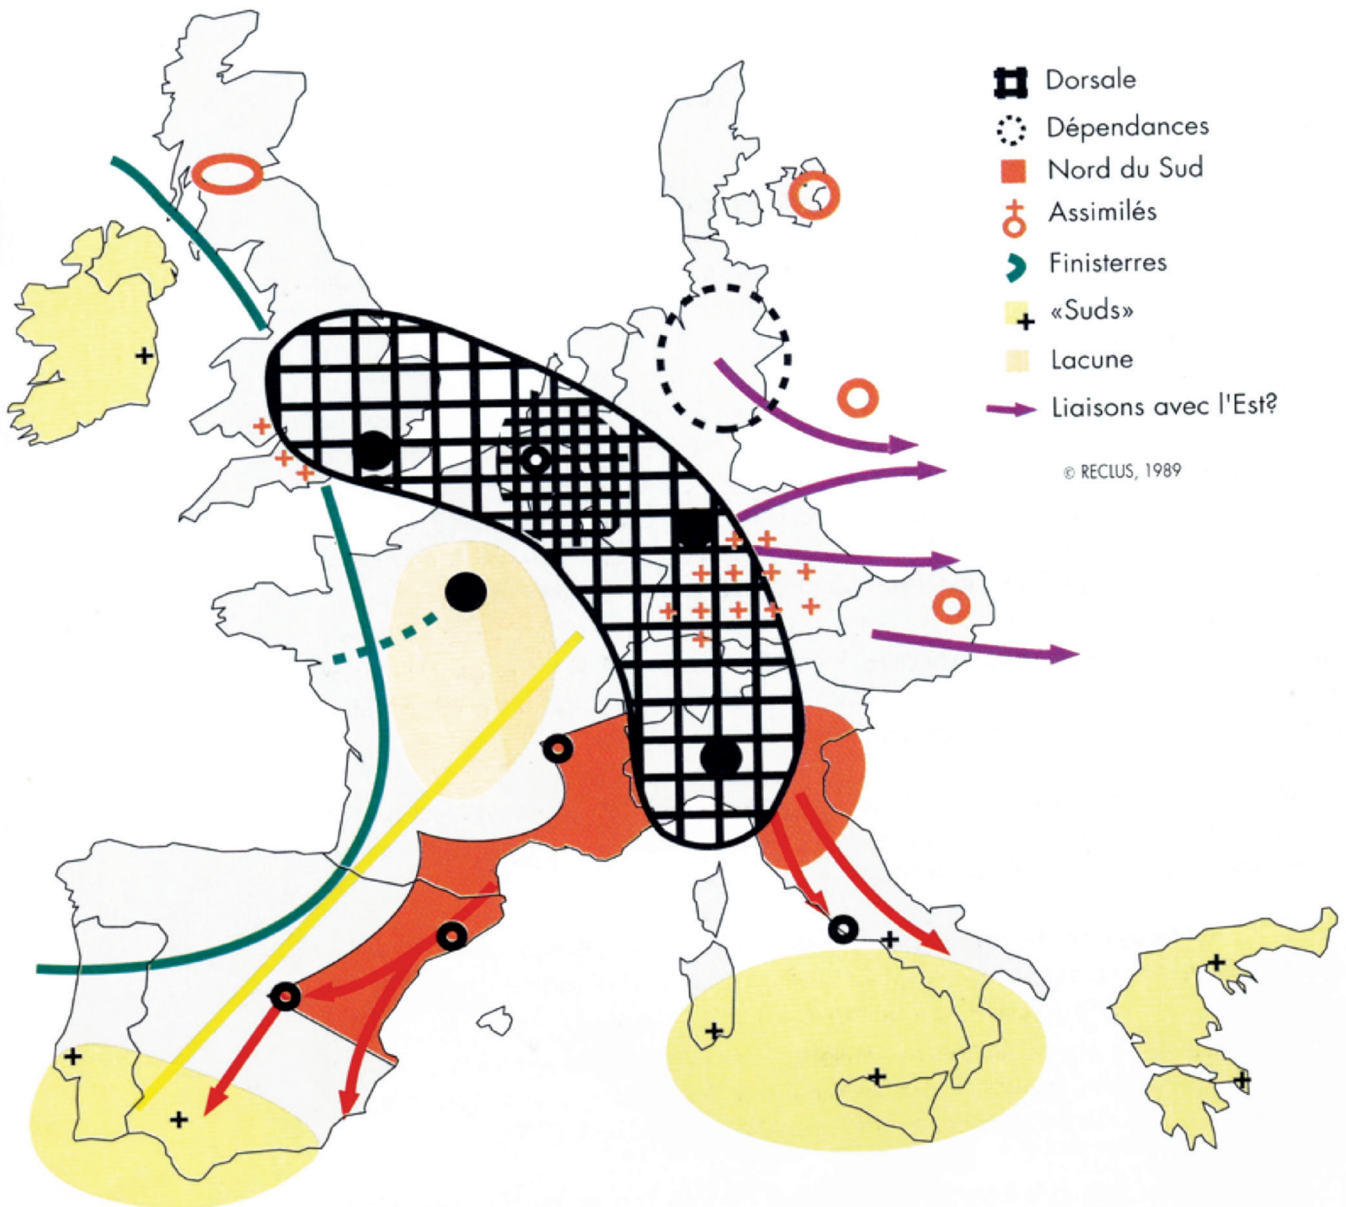 Dorsale
Dépendances
Nord du Sud
Assimilés
Finisterres
«Suds»
Lacune
Liaisons avec l'Est?
© RECLUS, 1989